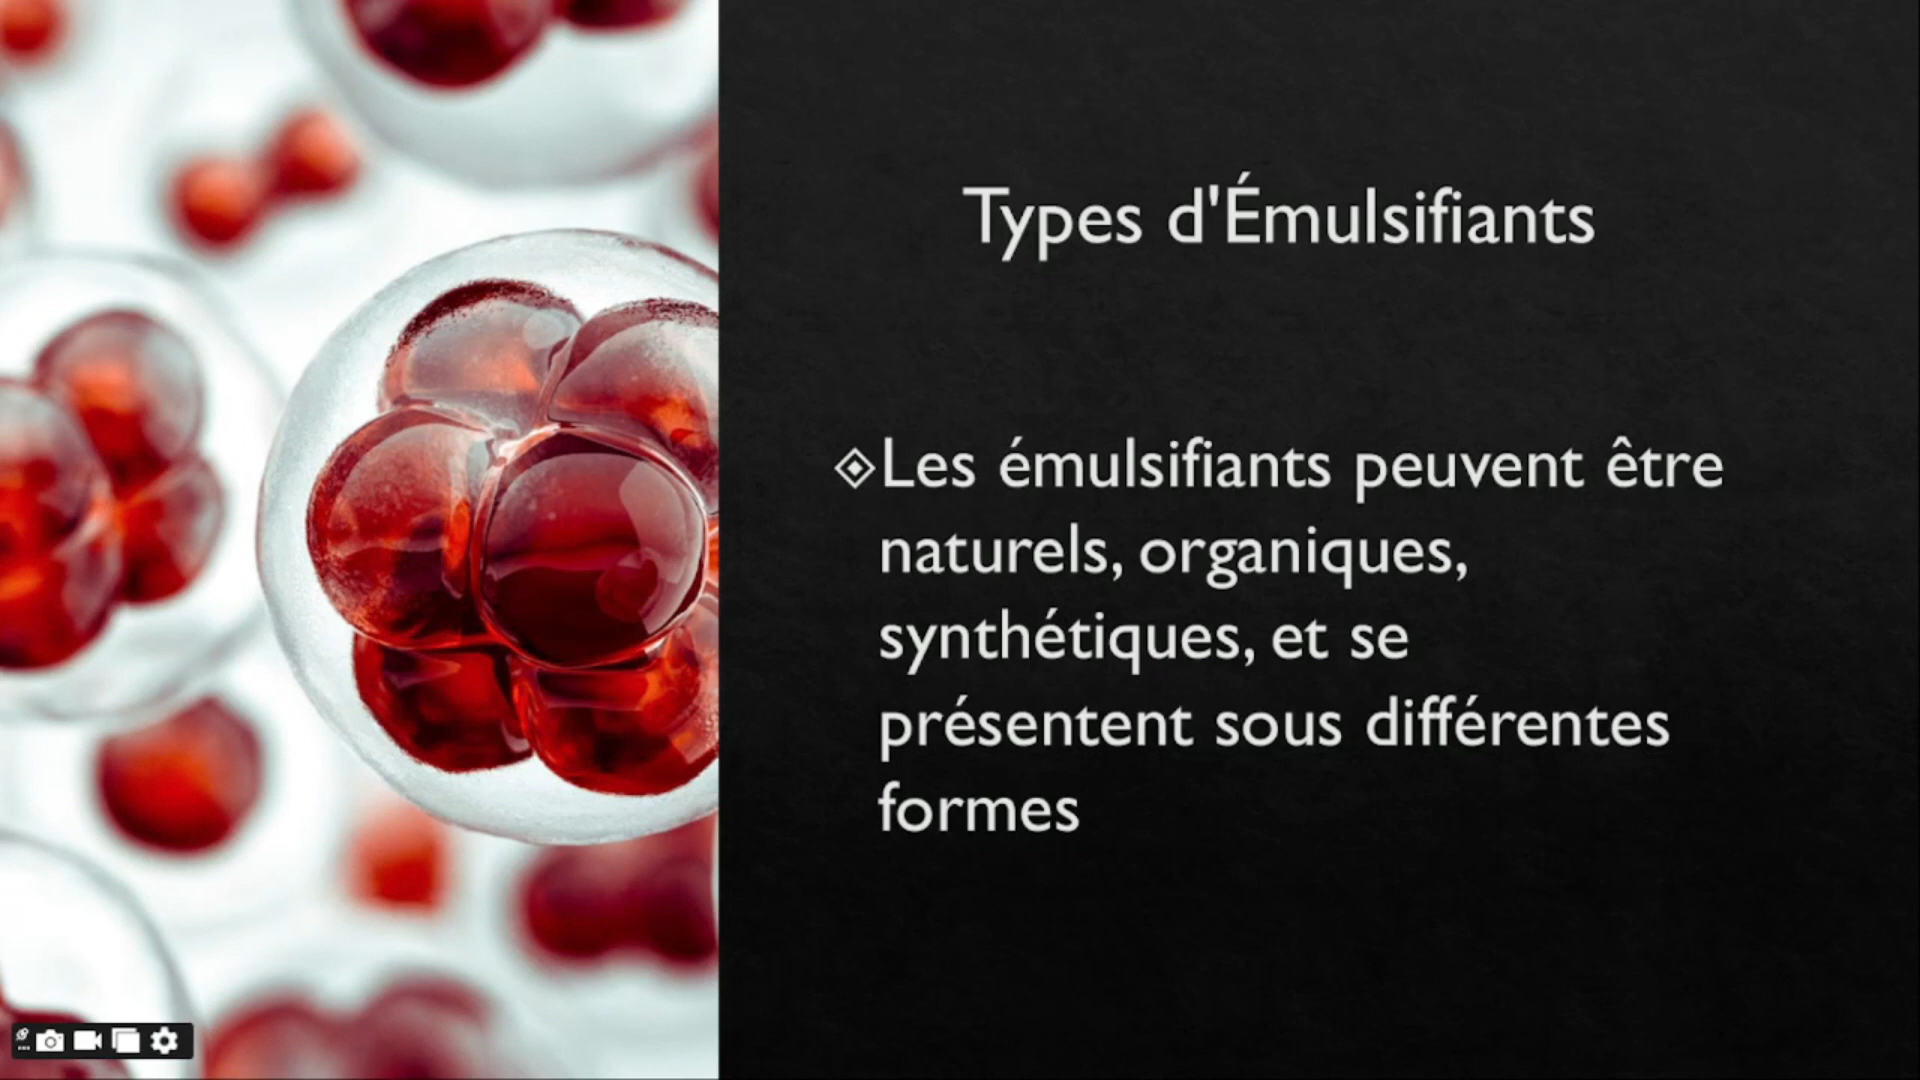 Types d'Émulsifiants
Les émulsifiants peuvent être
naturels, organiques,
synthétiques, et se
présentent sous différentes
formes